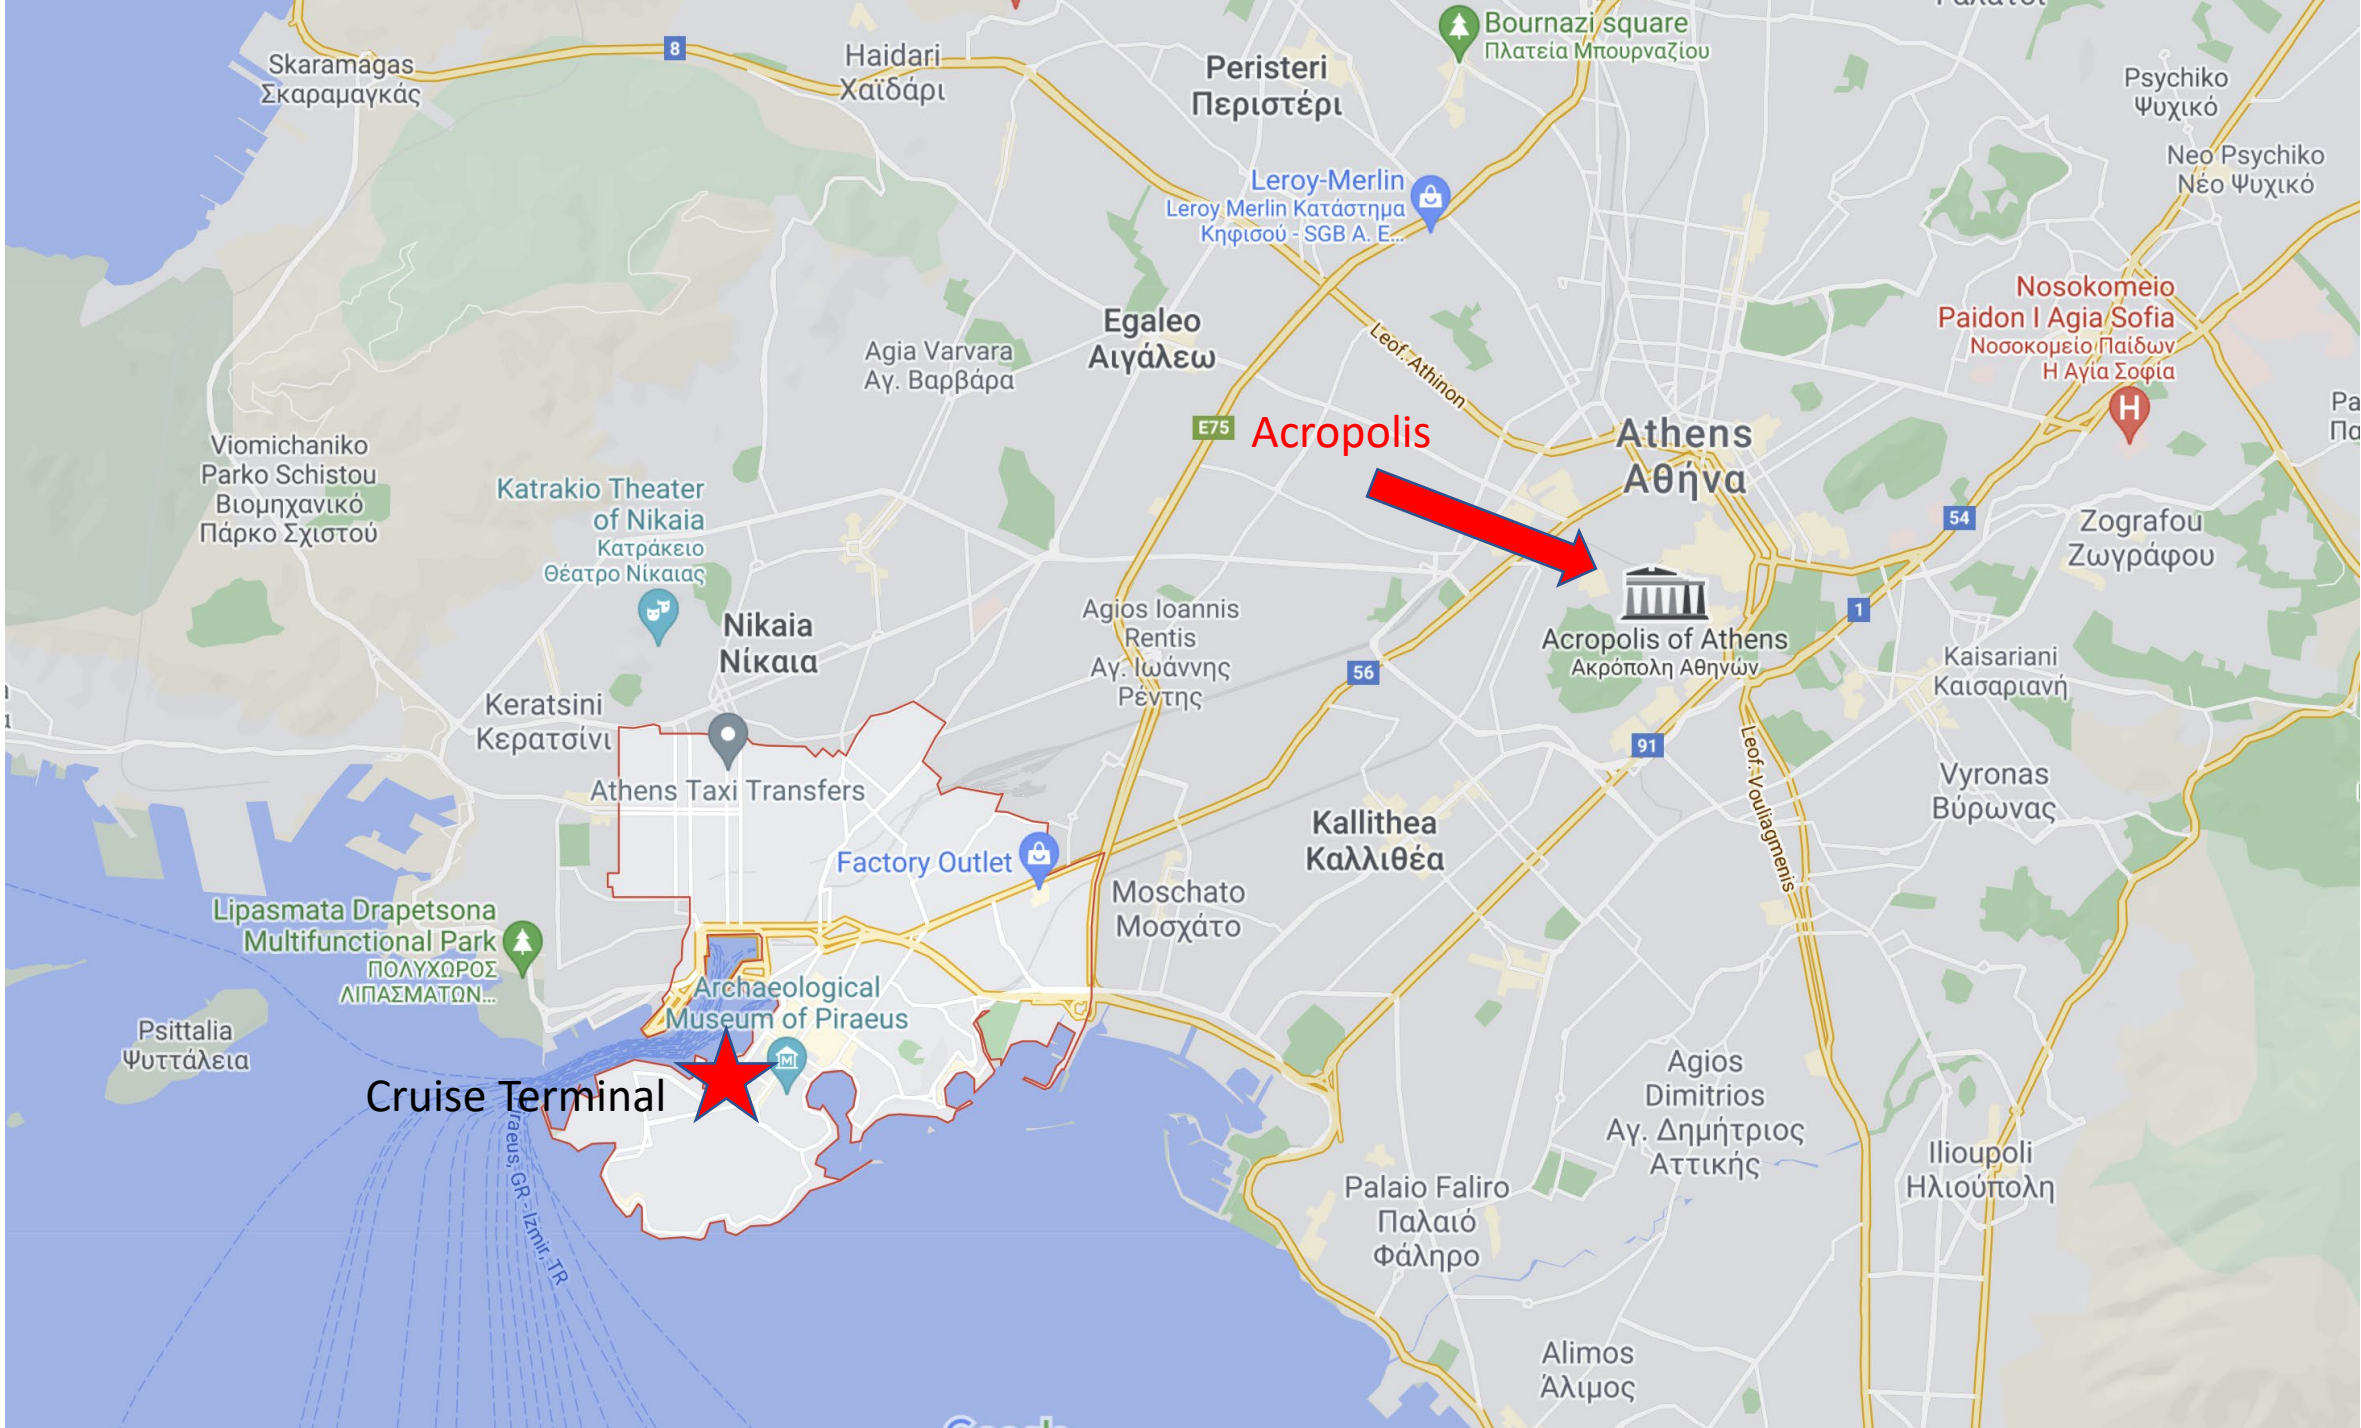 Skaramagas
Σκαραμαγκάς
8
Haidari
Χαϊδάρι
Peristeri
Περιστέρι
Bournazi square
Πλατεία Μπουρναζίου
Psychiko
Ψυχικό
Neo Psychiko
Νέο Ψυχικό
Leroy-Merlin
Leroy Merlin Κατάστημα
Κηφισού - SGB Α. Ε...
Nosokomeio
Paidon I Agia Sofia
Νοσοκομείο Παίδων
Η Αγία Σοφία
H
Egaleo
Αιγάλεω
Agia Varvara
Αγ. Βαρβάρα
Leof. Athinon
E75
Acropolis
Athens
Αθήνα
Viomichaniko
Parko Schistou
Βιομηχανικό
Πάρκο Σχιστού
Katrakio Theater
of Nikaia
Κατράκειο
Θέατρο Νίκαιας
54
Zografou
Ζωγράφου
Nikaia
Νίκαια
Agios Ioannis
Rentis
Αγ. Ιωάννης
Ρέντης
Acropolis of Athens
Ακρόπολη Αθηνών
1
Kaisariani
Καισαριανή
56
Keratsini
Κερατσίνι
91
Athens Taxi Transfers
Leof. Vouliagmenis
Vyronas
Βύρωνας
Kallithea
Καλλιθέα
Factory Outlet
Moschato
Μοσχάτο
Lipasmata Drapetsona
Multifunctional Park
ΠΟΛΥΧΩΡΟΣ
ΛΙΠΑΣΜΑΤΩΝ...
Archaeological
Museum of Piraeus
M
Psittalia
Ψυττάλεια
Cruise Terminal
Agios
Dimitrios
Αγ. Δημήτριος
Αττικής
Ilioupoli
Ηλιούπολη
Palaio Faliro
Παλαιό
Φάληρο
GR - Izmir, TR
Alimos
Άλιμος